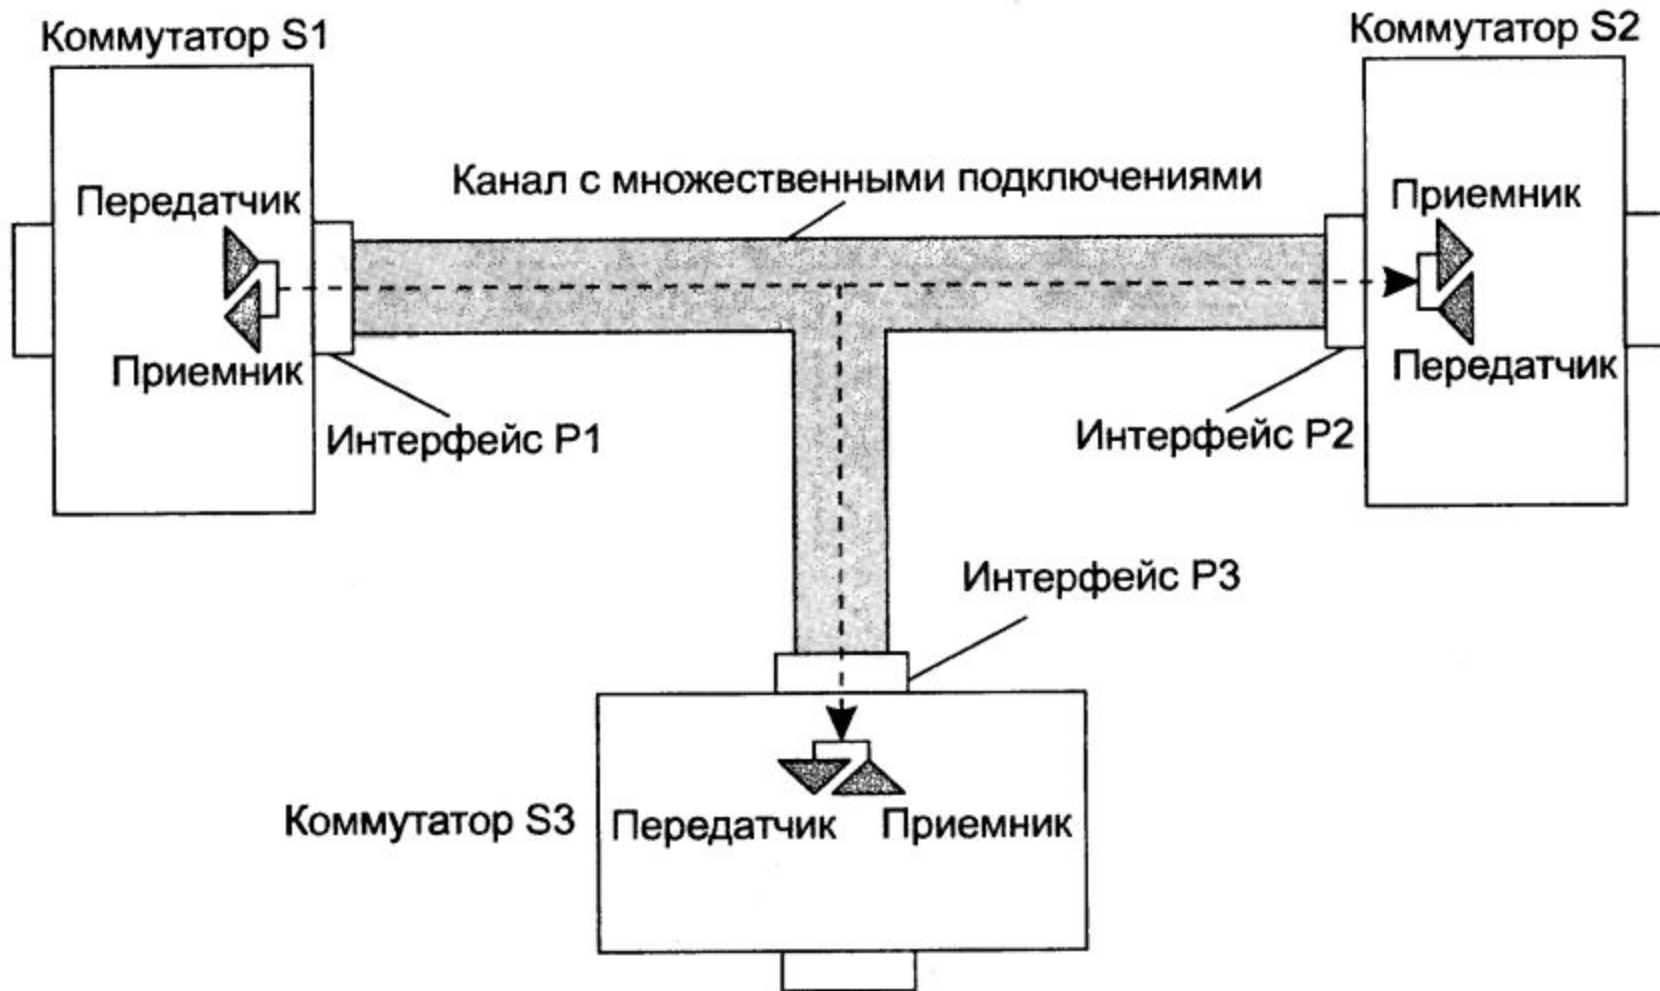 Коммутатор S1
Коммутатор S2
Канал с множественными подключениями
Передатчик
Приемник
Приемник
Передатчик
Интерфейс P1
Интерфейс P2
Интерфейс P3
Коммутатор S3
Передатчик
Приемник